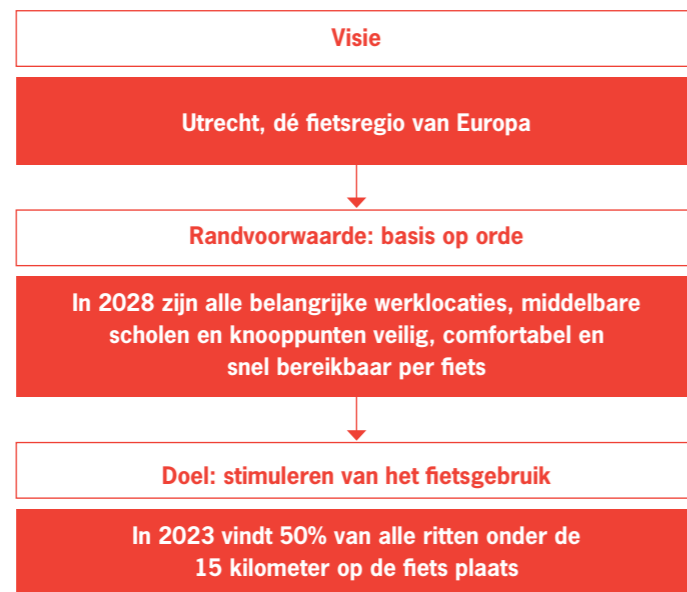 Visie
Utrecht, dé fietsregio van Europa
Randvoorwaarde: basis op orde
In 2028 zijn alle belangrijke werklocaties, middelbare
scholen en knooppunten veilig, comfortabel en
snel bereikbaar per fiets
Doel: stimuleren van het fietsgebruik
In 2023 vindt 50% van alle ritten onder de
15 kilometer op de fiets plaats